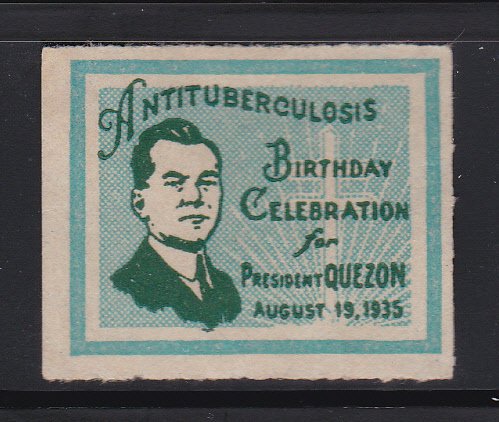 ANTITUBERCULOSIS
BIRTHDAY
CELEBRATION
for
PRESIDENT QUEZON
AUGUST 19, 1935